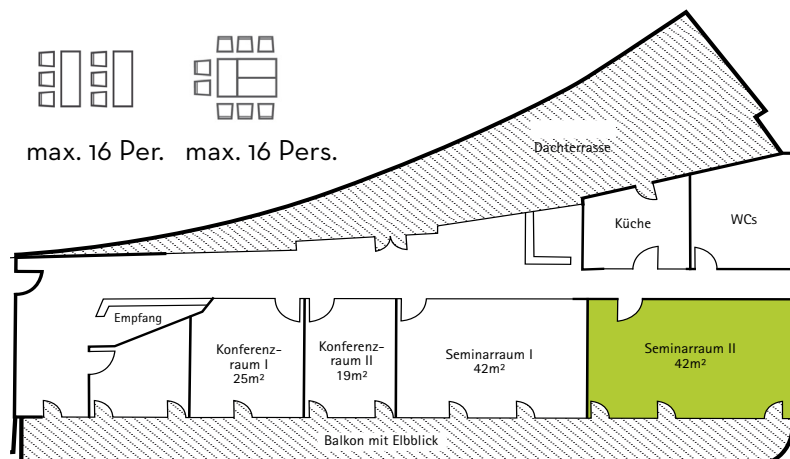 max. 16 Per. max. 16 Pers.
Dachterrasse
Küche
WCs
Empfang
Konferenz-
raum I
25m²
Konferenz-
raum II
19m²
Seminarraum I
42m²
Seminarraum II
42m²
Balkon mit Elbblick